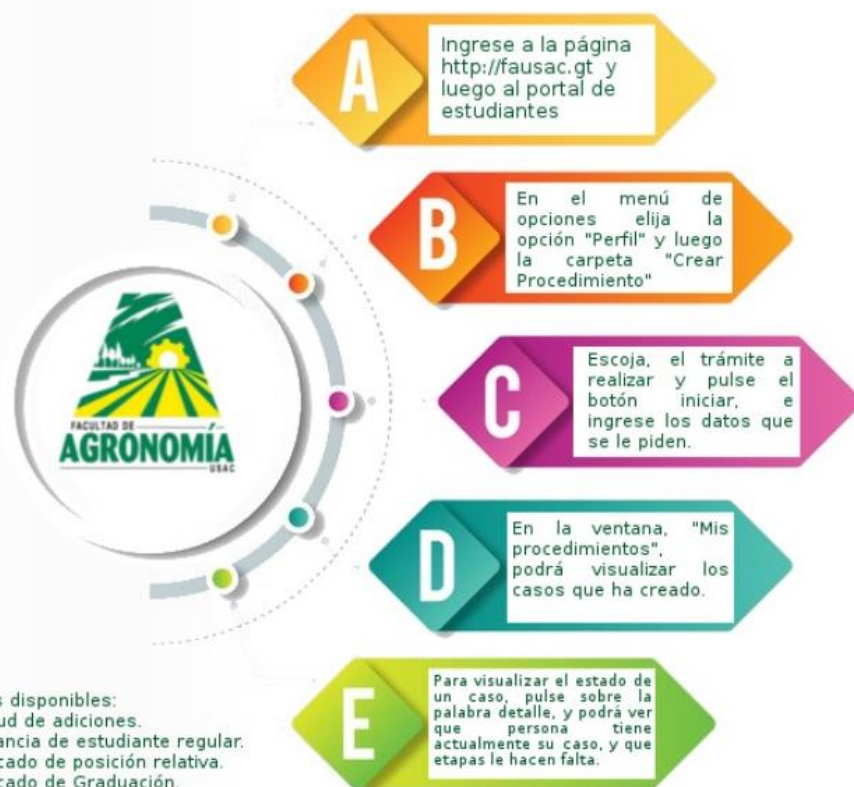 A
Ingrese a la página
http://fausac.gt y
luego al portal de
estudiantes
B
En el menú de
opciones elija la
opción "Perfil" y luego
la carpeta "Crear
Procedimiento"
C
Escoja, el trámite a
realizar y pulse el
botón iniciar, e
ingrese los datos que
se le piden.
FACULTAD DE
AGRONOMÍA
USAC
D
En la ventana, "Mis
procedimientos",
podrá visualizar los
casos que ha creado.
E
Para visualizar el estado de
un caso, pulse sobre la
palabra detalle, y podrá ver
que persona tiene
actualmente su caso, y que
etapas le hacen falta.
disponibles:
de adiciones.
de estudiante regular.
de posición relativa.
de Graduación.